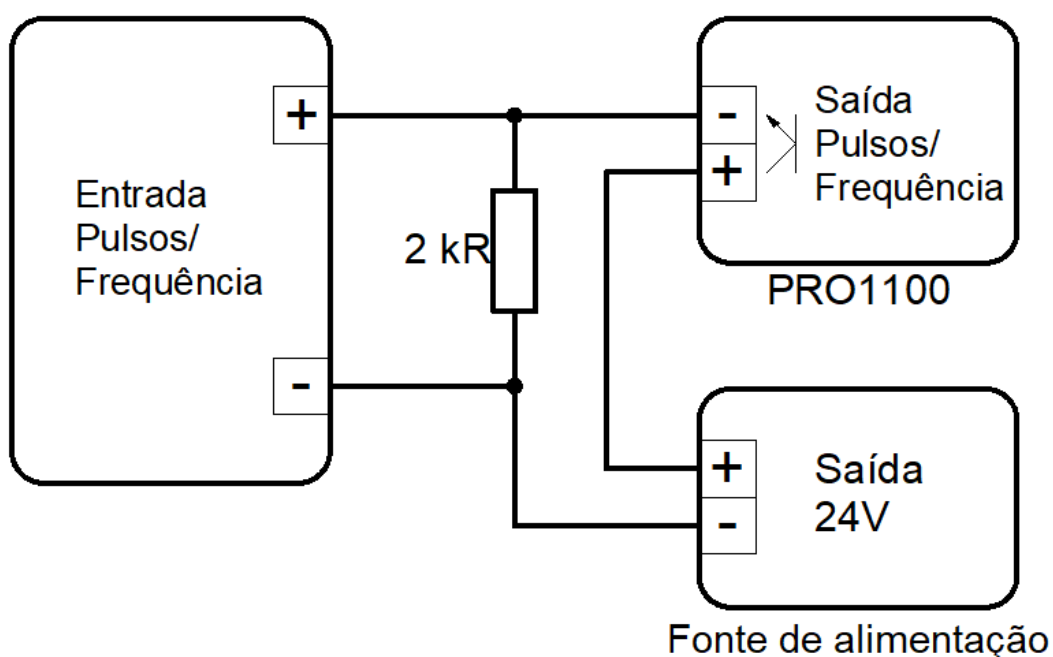 Entrada
Pulsos/
Frequência
+
-
2 kR
-
+
Saída
Pulsos/
Frequência
PRO1100
+
-
Saída
24V
Fonte de alimentação